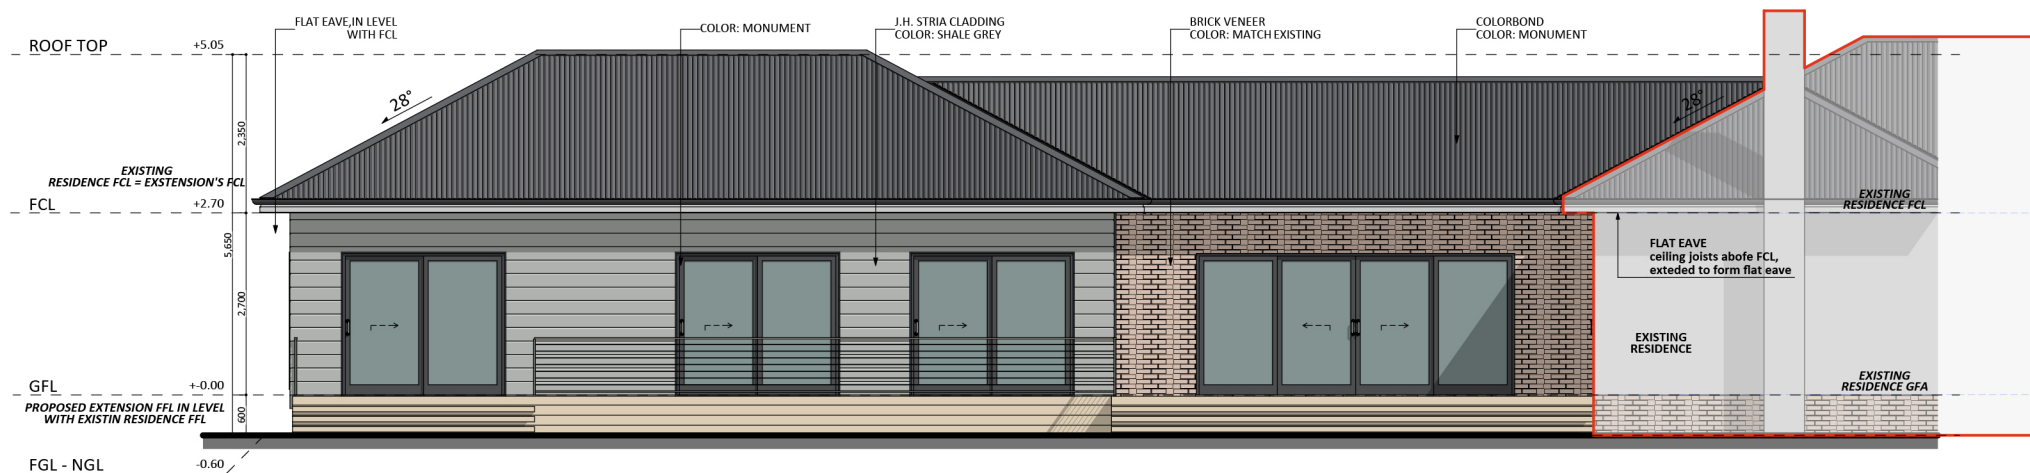 FLAT EAVE,IN LEVEL
WITH FCL
COLOR: MONUMENT
J.H. STRIA CLADDING
COLOR: SHALE GREY
BRICK VENEER
COLOR: MATCH EXISTING
COLORBOND
COLOR: MONUMENT
ROOF TOP
+5.05
28°
28°
2,350
EXISTING
RESIDENCE FCL = EXSTENSION'S FCL
FCL
+2.70
EXISTING
RESIDENCE FCL
5,650
FLAT EAVE
ceiling joists abofe FCL,
exteded to form flat eave
2,700
EXISTING
RESIDENCE
GFL
+-0.00
EXISTING
RESIDENCE GFA
PROPOSED EXTENSION FFL IN LEVEL
WITH EXISTIN RESIDENCE FFL
600
FGL - NGL
-0.60